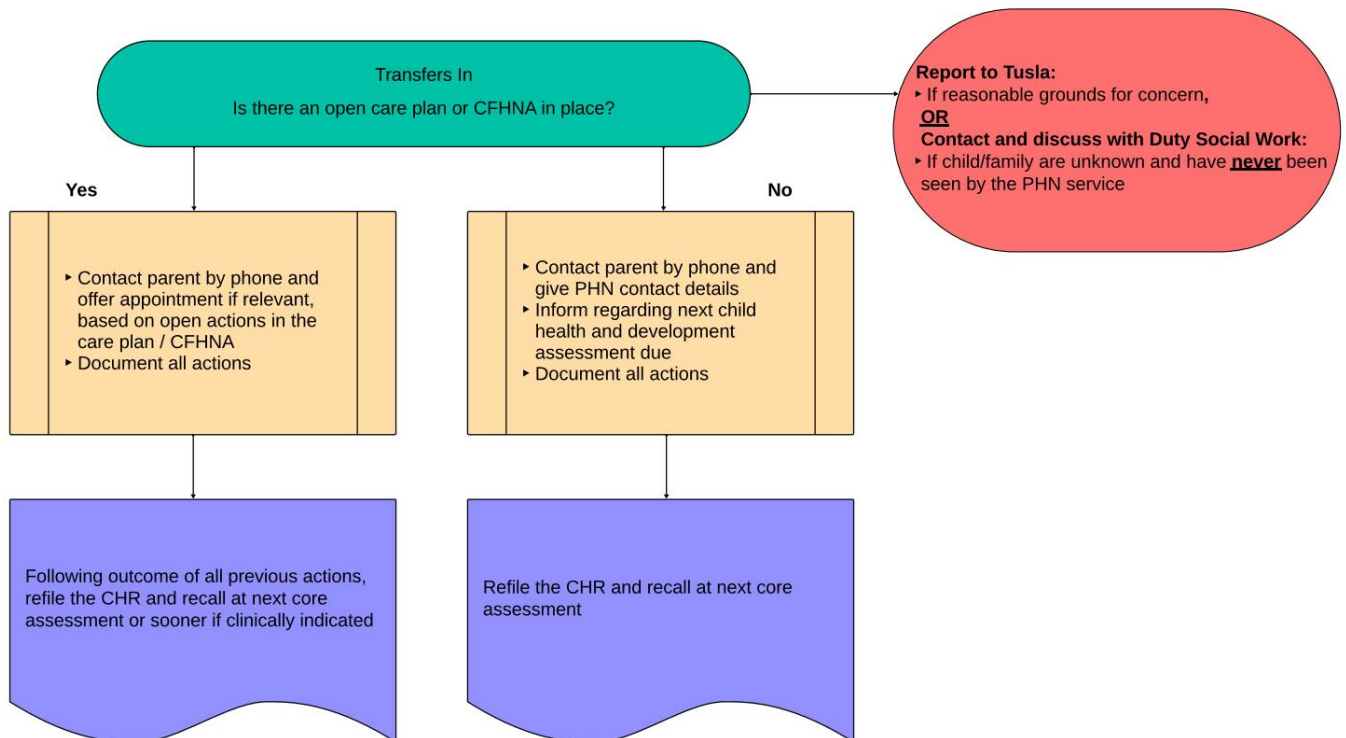 Transfers In
Is there an open care plan or CFHNA in place?
Report to Tusla:
‣ If reasonable grounds for concern,
OR
Contact and discuss with Duty Social Work:
‣ If child/family are unknown and have never been
seen by the PHN service
Yes
No
‣ Contact parent by phone and
offer appointment if relevant,
based on open actions in the
care plan / CFHNA
‣ Document all actions
‣ Contact parent by phone and
give PHN contact details
‣ Inform regarding next child
health and development
assessment due
‣ Document all actions
Following outcome of all previous actions,
refile the CHR and recall at next core
assessment or sooner if clinically indicated
Refile the CHR and recall at next core
assessment